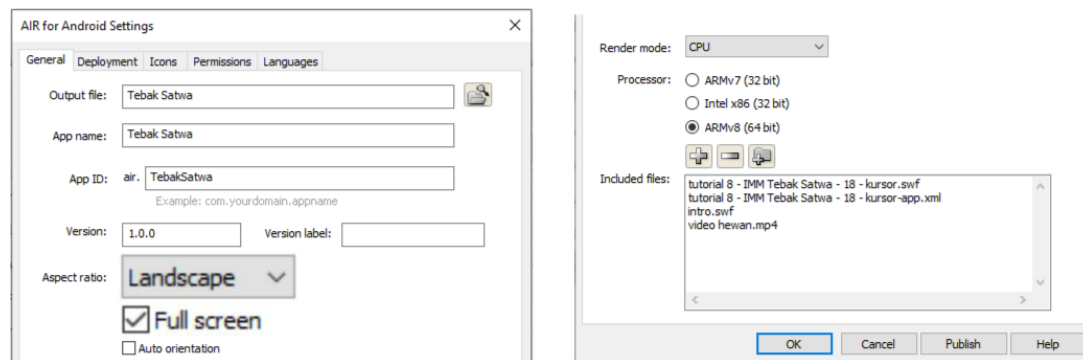 AIR for Android Settings
General Deployment Icons Permissions Languages
Output file: Tebak Satwa
App name: Tebak Satwa
App ID: air. TebakSatwa
Example: com.yourdomain.appname
Version: 1.0.0 Version label:
Aspect ratio: Landscape
Full screen
Auto orientation
Render mode: CPU
Processor: ARMv7 (32 bit)
Intel x86 (32 bit)
ARMv8 (64 bit)
Included files:
tutorial 8 - IMM Tebak Satwa - 18 - kursor.swf
tutorial 8 - IMM Tebak Satwa - 18 - kursor-app.xml
intro.swf
video hewan.mp4
OK Cancel Publish Help